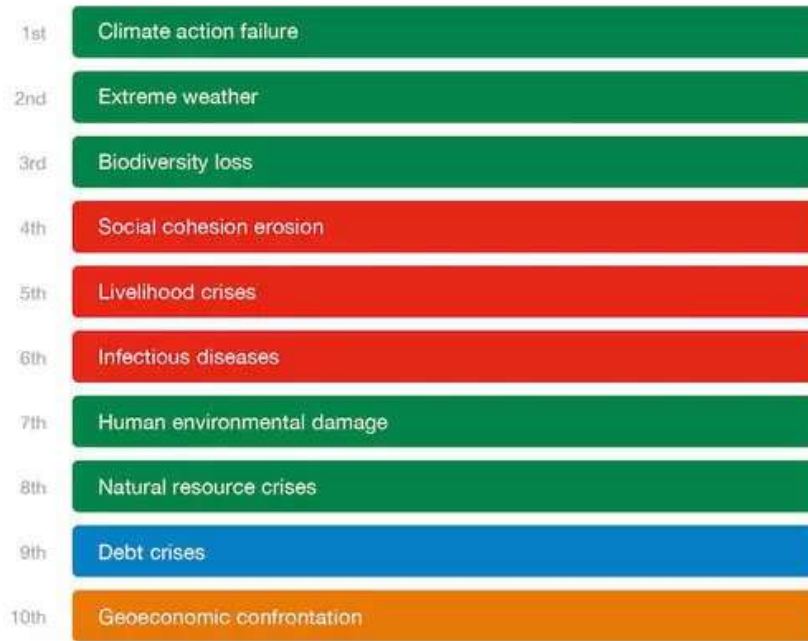 1st Climate action failure
2nd Extreme weather
3rd Biodiversity loss
4th Social cohesion erosion
5th Livelihood crises
6th Infectious diseases
7th Human environmental damage
8th Natural resource crises
9th Debt crises
10th Geoeconomic confrontation